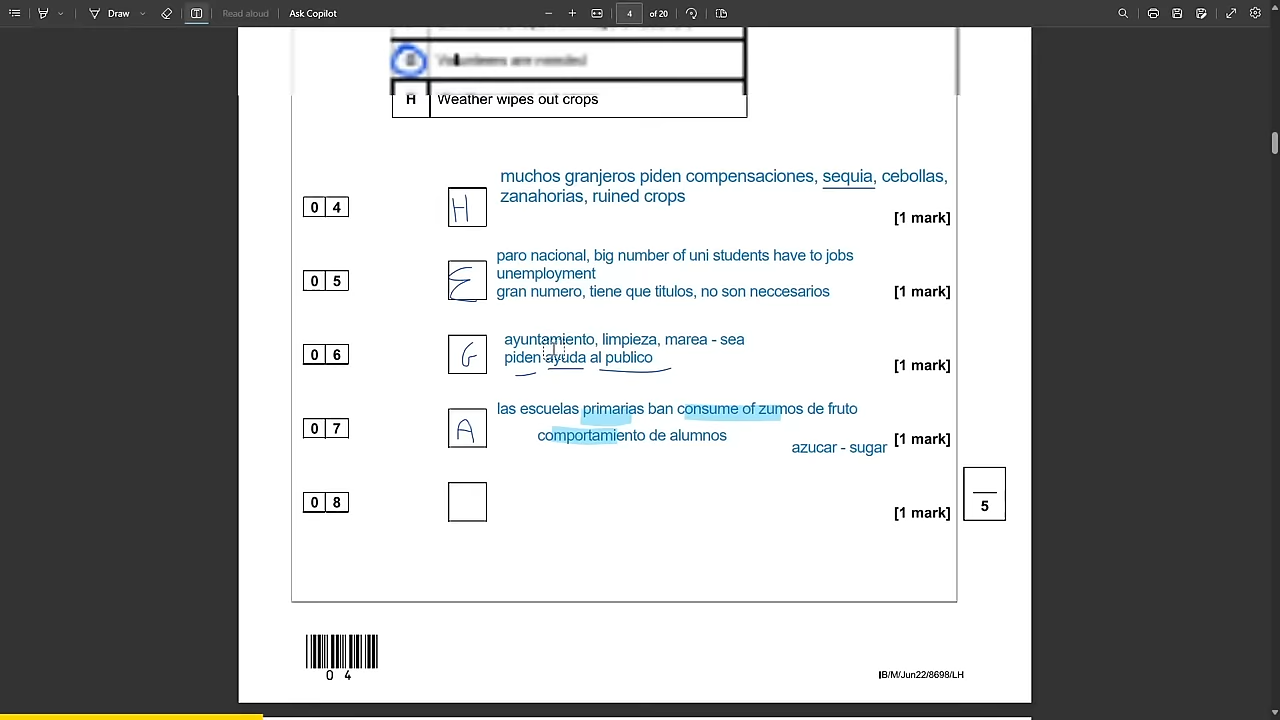 Draw
Read aloud
Ask Copilot
4 of 20
Volunteers are needed
H Weather wipes out crops
muchos granjeros piden compensaciones, sequia, cebollas,
zanahorias, ruined crops
0 4 H [1 mark]
paro nacional, big number of uni students have to jobs
unemployment
0 5 E gran numero, tiene que titulos, no son neccesarios [1 mark]
ayuntamiento, limpieza, marea - sea
0 6 G piden ayuda al publico [1 mark]
las escuelas primarias ban consume of zumos de fruto
0 7 A comportamiento de alumnos [1 mark]
azucar - sugar
0 8 [1 mark]
5
0 4
IB/M/Jun22/8698/LH